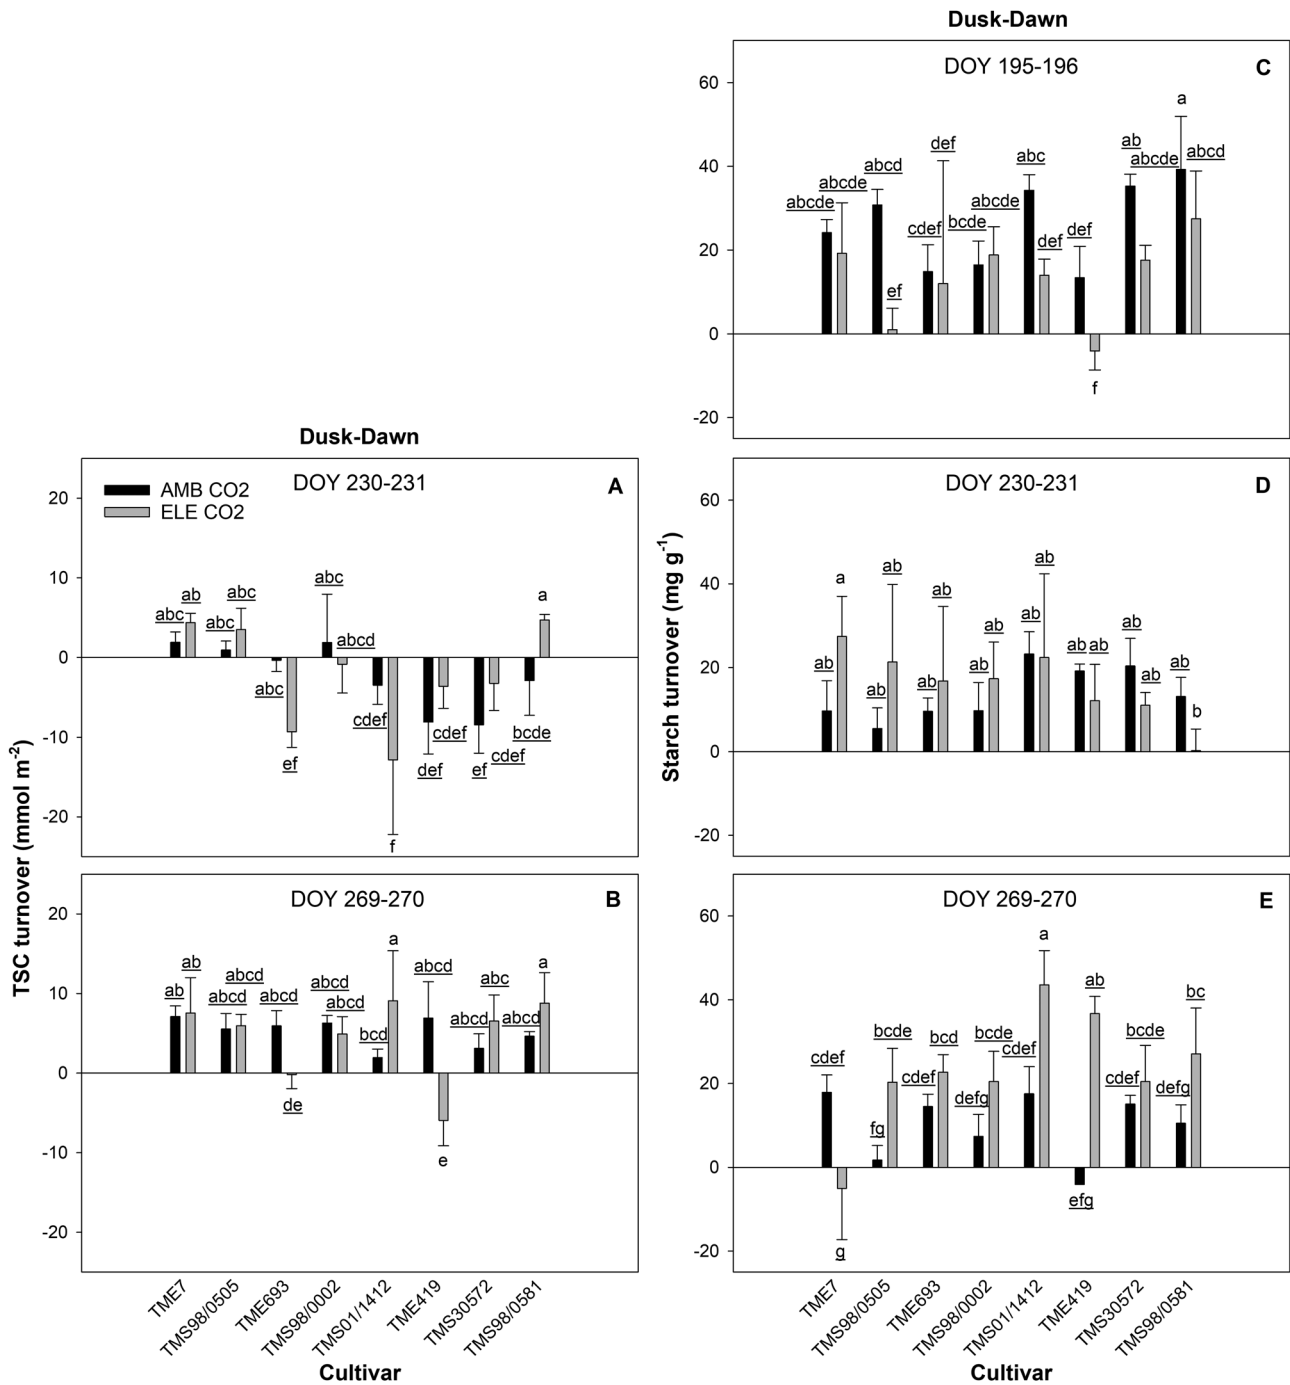 Dusk-Dawn
DOY 195-196
C
60
40
20
0
-20
abcde
abcde
abcd
ef
cdef
def
bcde
abcde
abc
def
def
f
ab
abcde
a
abcd
Dusk-Dawn
DOY 230-231
A
AMB CO2
ELE CO2
20
10
0
-10
-20
abc
ab
abc
abc
abc
ef
abc
abcd
cdef
f
def
cdef
ef
cdef
bcde
a
DOY 230-231
D
60
40
20
0
-20
ab
a
ab
ab
ab
ab
ab
ab
ab
ab
ab
ab
ab
ab
ab
b
TSC turnover (mmol m-2)
Starch turnover (mg g-1)
DOY 269-270
B
20
10
0
-10
-20
ab
ab
abcd
abcd
abcd
de
abcd
abcd
bcd
a
abcd
e
abcd
abc
abcd
a
DOY 269-270
E
60
40
20
0
-20
cdef
g
fg
bcde
cdef
bcd
defg
bcde
cdef
a
efg
ab
cdef
bcde
defg
bc
TME7
TMS98/0505
TME693
TMS98/0002
TMS01/1412
TME419
TMS30572
TMS98/0581
Cultivar
TME7
TMS98/0505
TME693
TMS98/0002
TMS01/1412
TME419
TMS30572
TMS98/0581
Cultivar